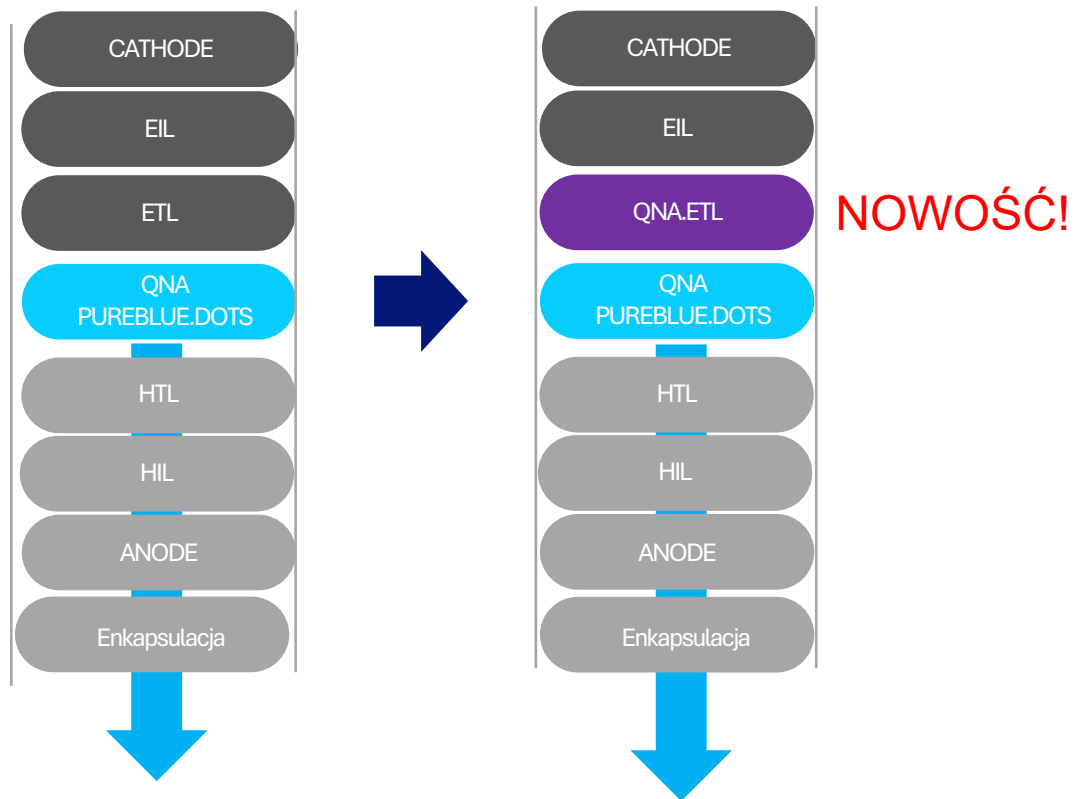 CATHODE
EIL
ETL
QNA
PUREBLUE.DOTS
HTL
HIL
ANODE
Enkapsulacja
CATHODE
EIL
QNA.ETL
NOWOŚĆ!
QNA
PUREBLUE.DOTS
HTL
HIL
ANODE
Enkapsulacja